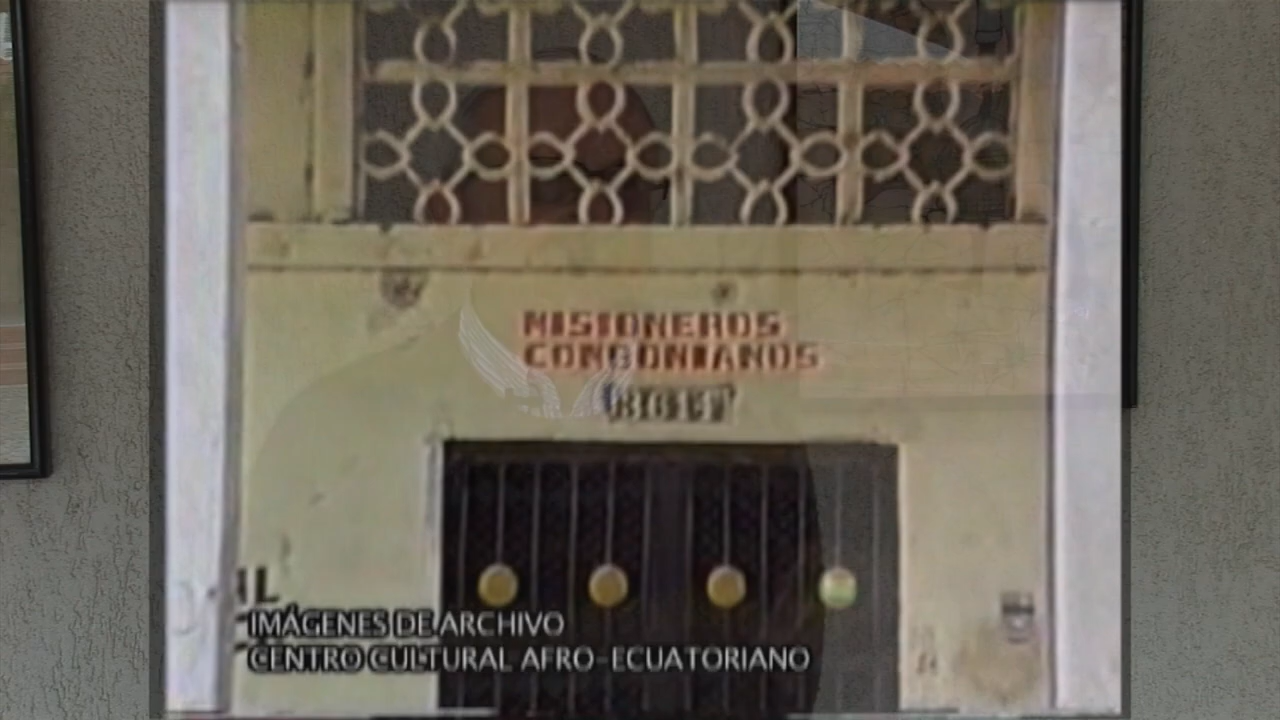 MISIONEROS
COMBONIANOS
IMÁGENES DE ARCHIVO
CENTRO CULTURAL AFRO-ECUATORIANO